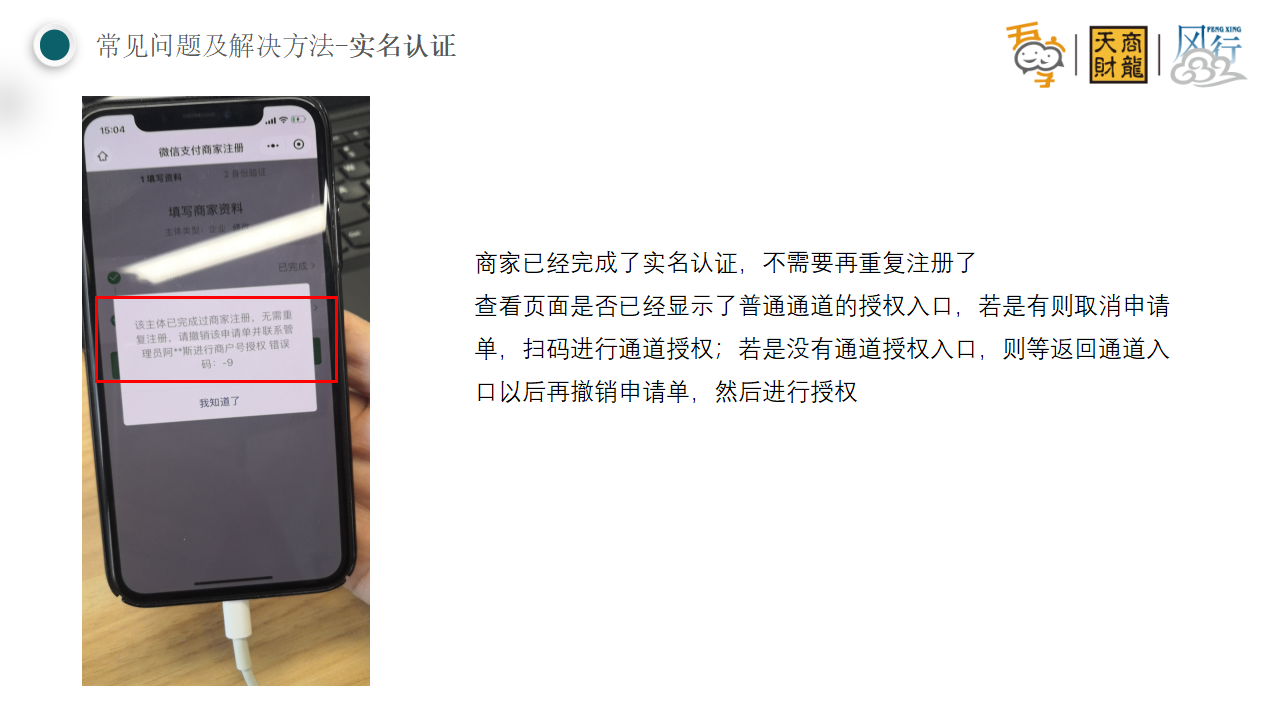 常见问题及解决方法-实名认证
吾享
天商
财龍
FENG XING
风行
15:04
微信支付商家注册
1 填写资料
2 身份验证
填写商家资料
主体类型：企业
已完成
该主体已完成过商家注册，无需重
复注册，请撤销该申请单并联系管
理员阿**斯进行商户号授权 错误
码：-9
我知道了
商家已经完成了实名认证，不需要再重复注册了
查看页面是否已经显示了普通通道的授权入口，若是有则取消申请
单，扫码进行通道授权；若是没有通道授权入口，则等返回通道入
口以后再撤销申请单，然后进行授权